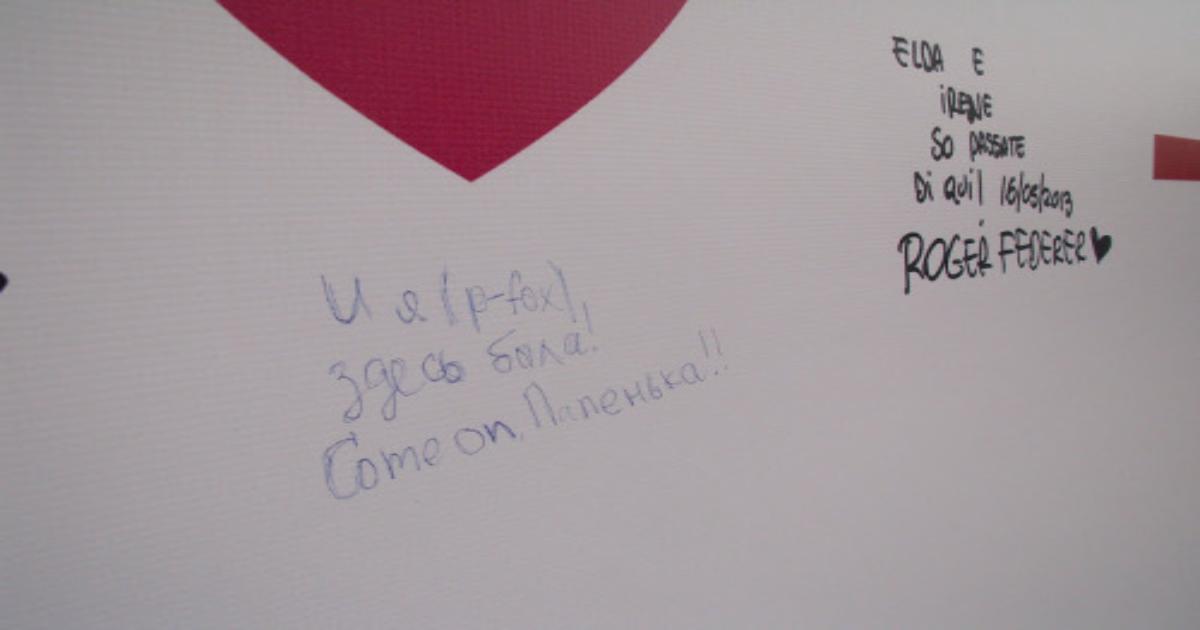 И я (p-fox),
здесь была!
Come on, Папенька!!
ELDA E
iRENE
SO PASSATE
Di QUi! 16/05/2013
ROGER FEDERER♥